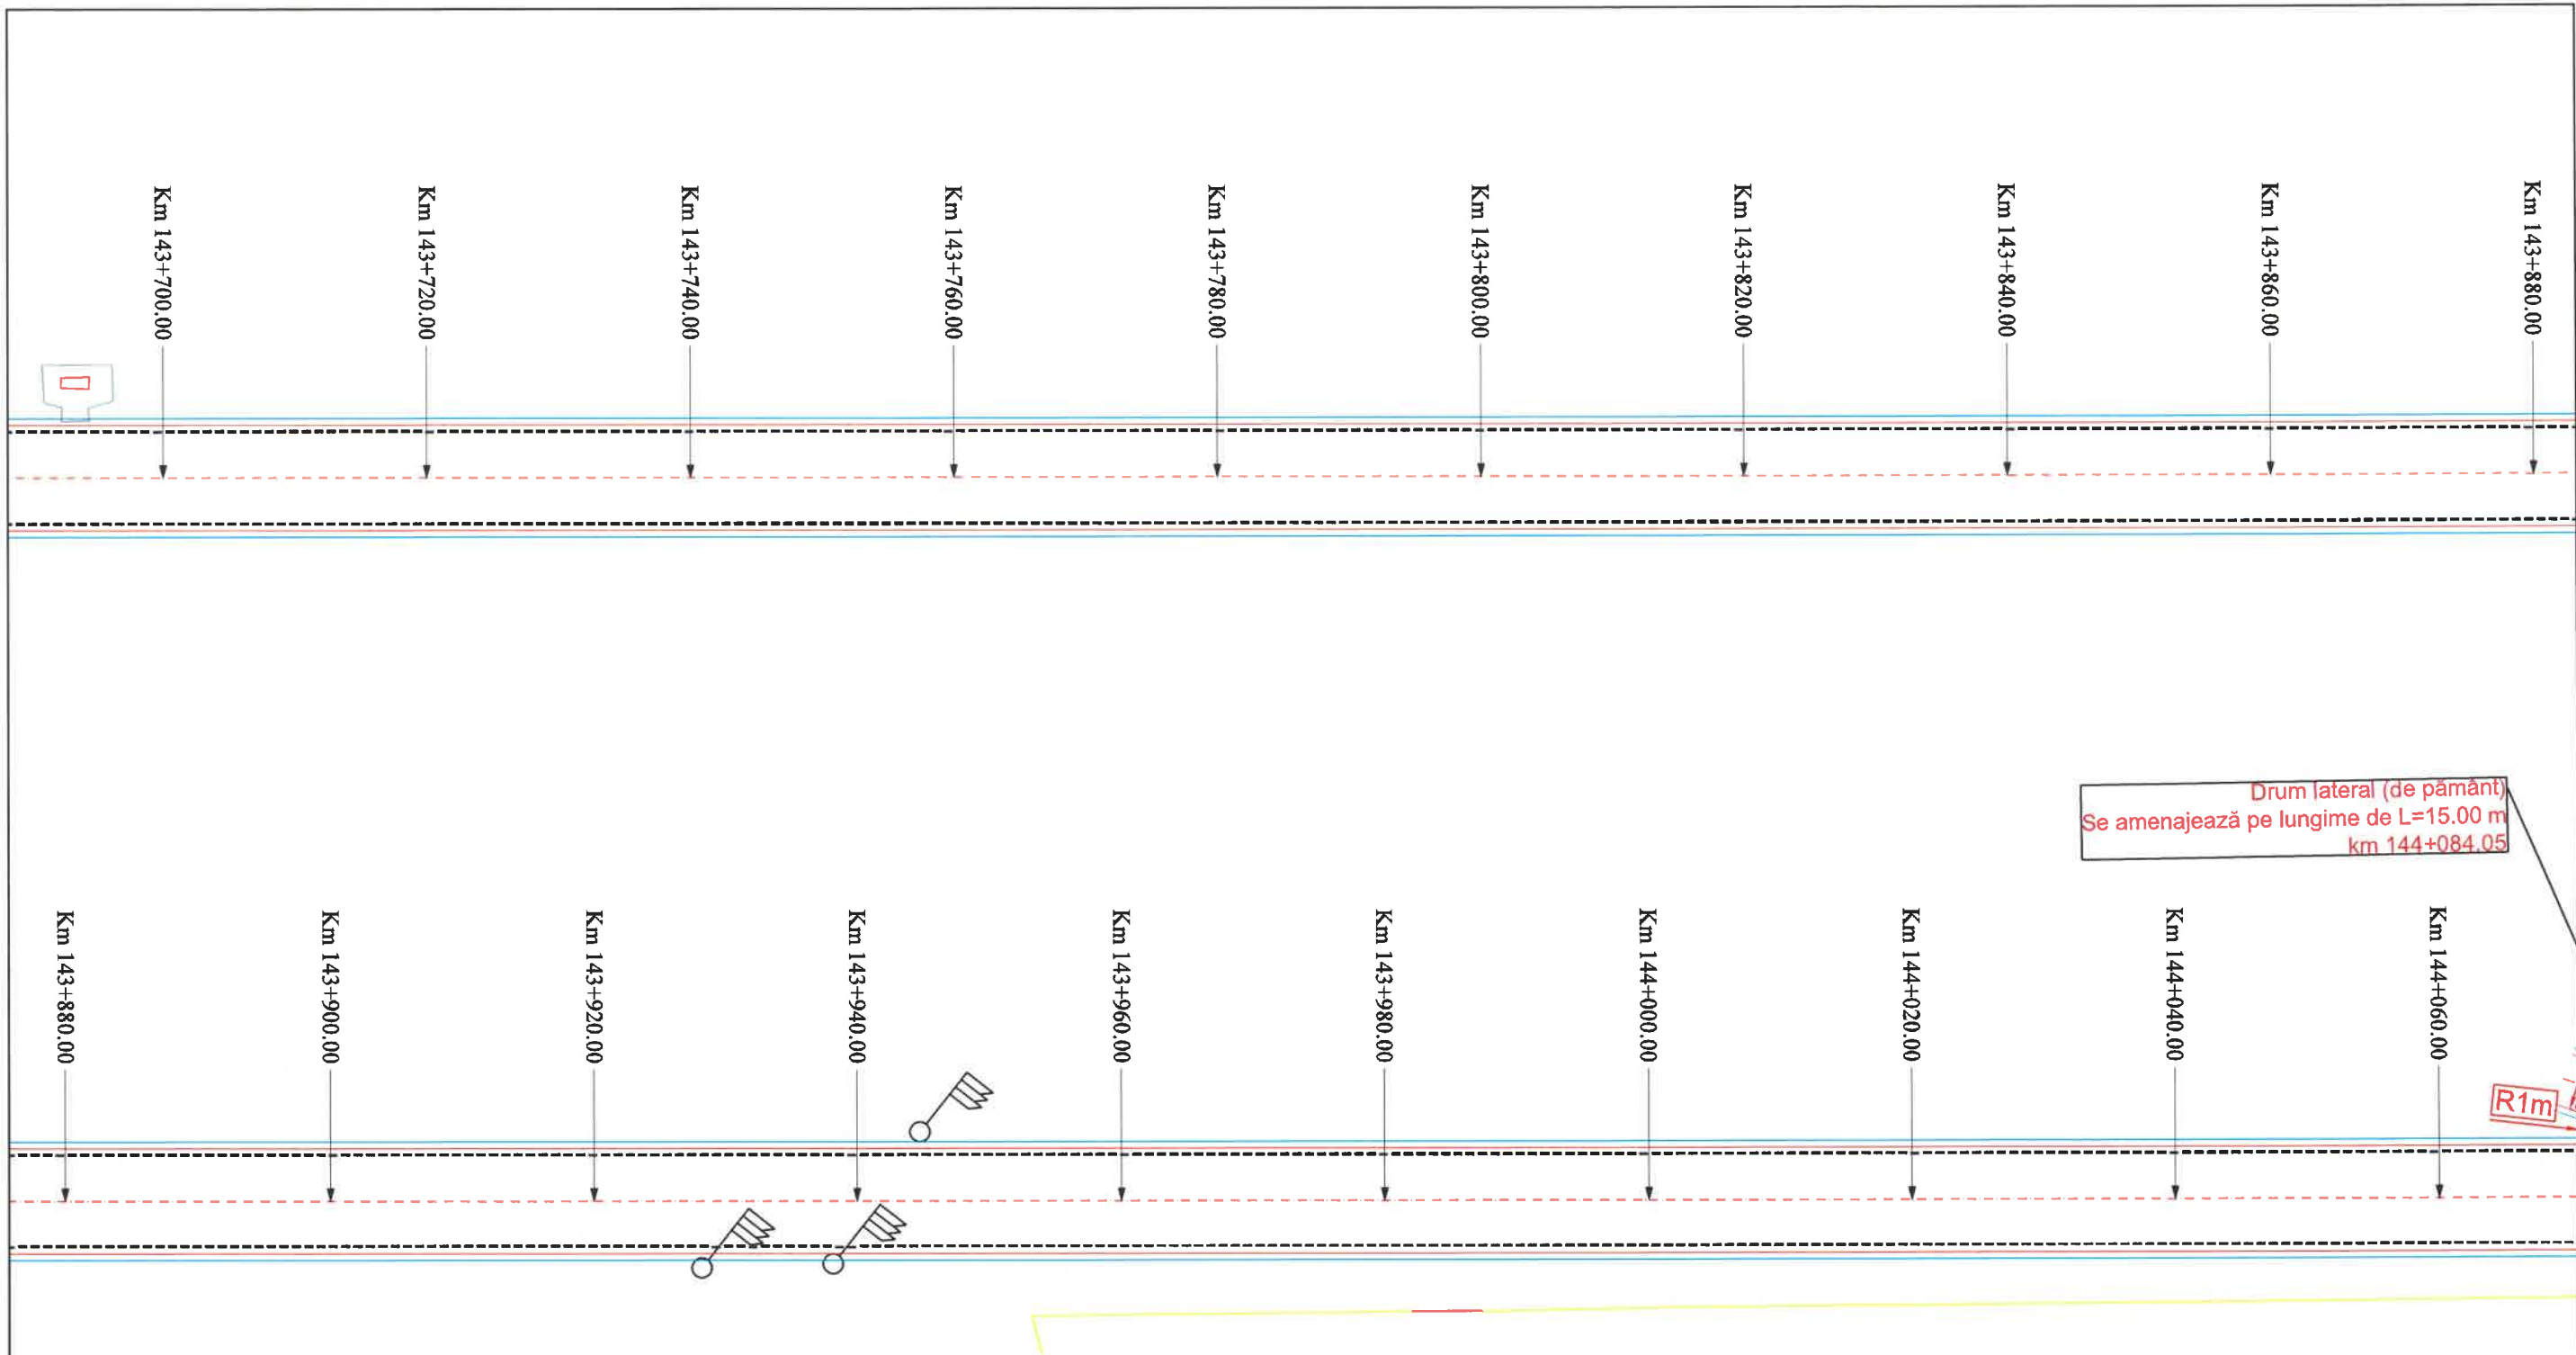 Km 143+700.00
Km 143+720.00
Km 143+740.00
Km 143+760.00
Km 143+780.00
Km 143+800.00
Km 143+820.00
Km 143+840.00
Km 143+860.00
Km 143+880.00
Drum lateral (de pământ)
Se amenajează pe lungime de L=15.00 m
km 144+084.05
Km 143+880.00
Km 143+900.00
Km 143+920.00
Km 143+940.00
Km 143+960.00
Km 143+980.00
Km 144+000.00
Km 144+020.00
Km 144+040.00
Km 144+060.00
R1m